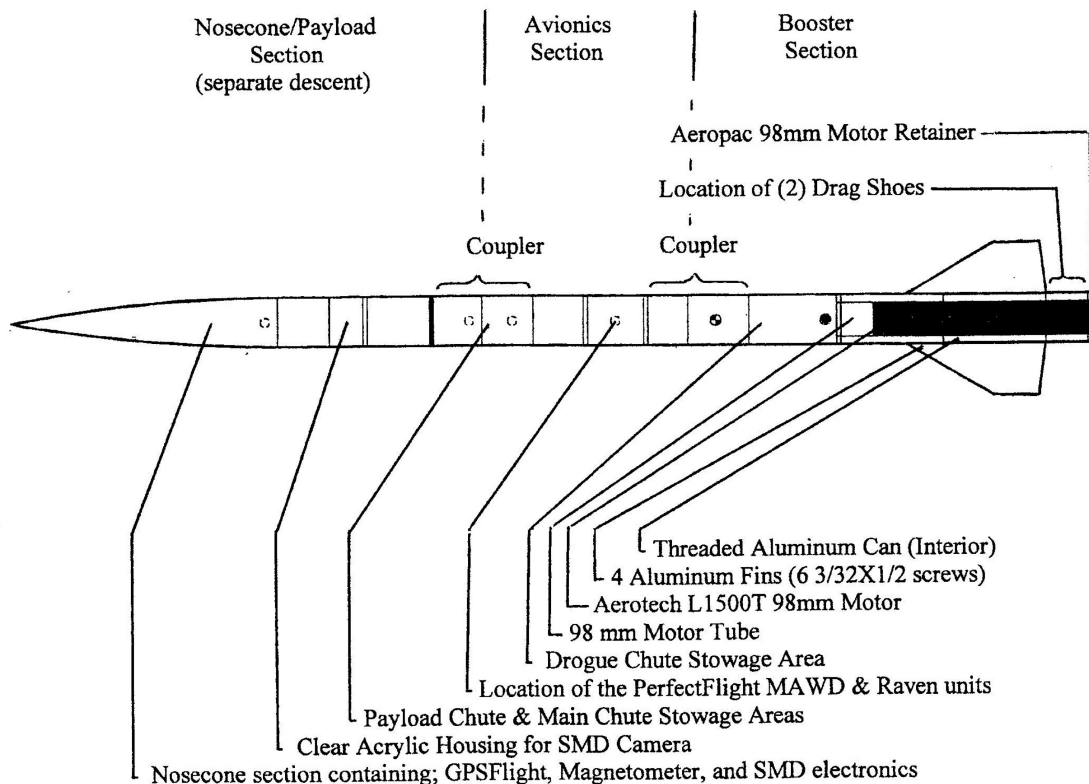 Nosecone/Payload
Section
(separate descent)
Avionics
Section
Booster
Section
Aeropac 98mm Motor Retainer
Location of (2) Drag Shoes
Coupler
Coupler
Threaded Aluminum Can (Interior)
4 Aluminum Fins (6 3/32X1/2 screws)
Aerotech L1500T 98mm Motor
98 mm Motor Tube
Drogue Chute Stowage Area
Location of the PerfectFlight MAWD & Raven units
Payload Chute & Main Chute Stowage Areas
Clear Acrylic Housing for SMD Camera
Nosecone section containing; GPSFlight, Magnetometer, and SMD electronics